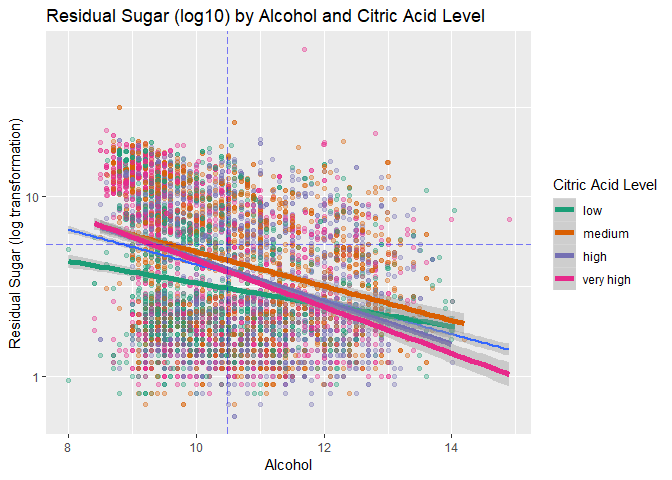 Residual Sugar (log10) by Alcohol and Citric Acid Level
Residual Sugar (log transformation)
10
1
8
10
12
14
Alcohol
Citric Acid Level
low
medium
high
very high